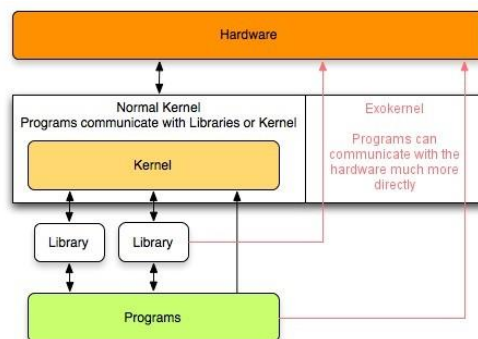 Hardware
Normal Kernel
Programs communicate with Libraries or Kernel
Kernel
Exokernel
Programs can
communicate with the
hardware much more
directly
Library
Library
Programs